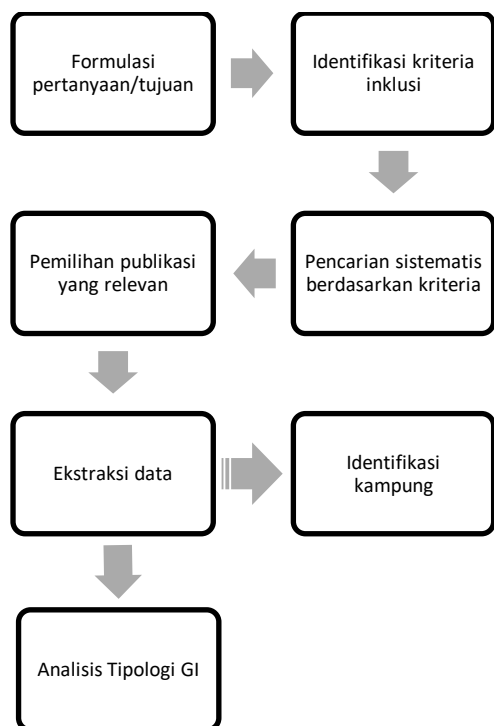 Formulasi
pertanyaan/tujuan
Identifikasi kriteria
inklusi
Pencarian sistematis
berdasarkan kriteria
Pemilihan publikasi
yang relevan
Ekstraksi data
Identifikasi
kampung
Analisis Tipologi GI